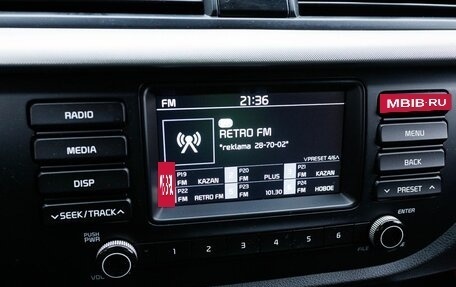 FM 21:36
RETRO FM
"reklama 28-70-02"
∨PRESET 4/6∧
P19 FM KAZAN
P20 FM PLUS
P21 FM KAZAN
P22 FM RETRO FM
P23 FM 101.30
P24 FM НОВОЕ
RADIO
MEDIA
DISP
∨SEEK/TRACK∧
MBIB·RU
MENU
BACK
∨ PRESET ∧
PUSH
PWR
VOL
1 2 3 4 5 6
ENTER
FILE